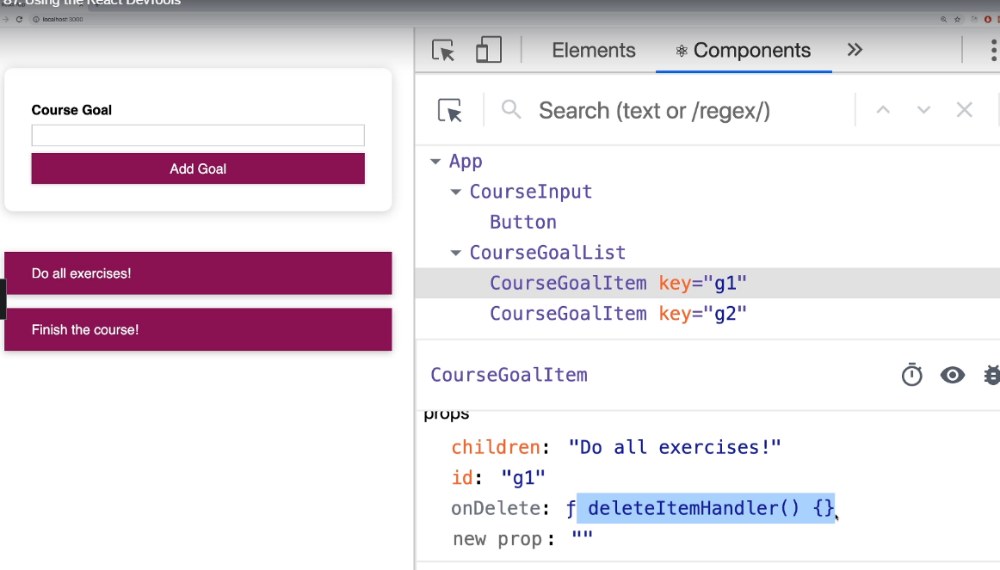 87. Using the React DevTools
localhost:3000
Elements
Components
Search (text or /regex/)
Course Goal
Add Goal
Do all exercises!
Finish the course!
App
CourseInput
Button
CourseGoalList
CourseGoalItem key="g1"
CourseGoalItem key="g2"
CourseGoalItem
props
children: "Do all exercises!"
id: "g1"
onDelete: ƒ deleteItemHandler() {}
new prop: ""